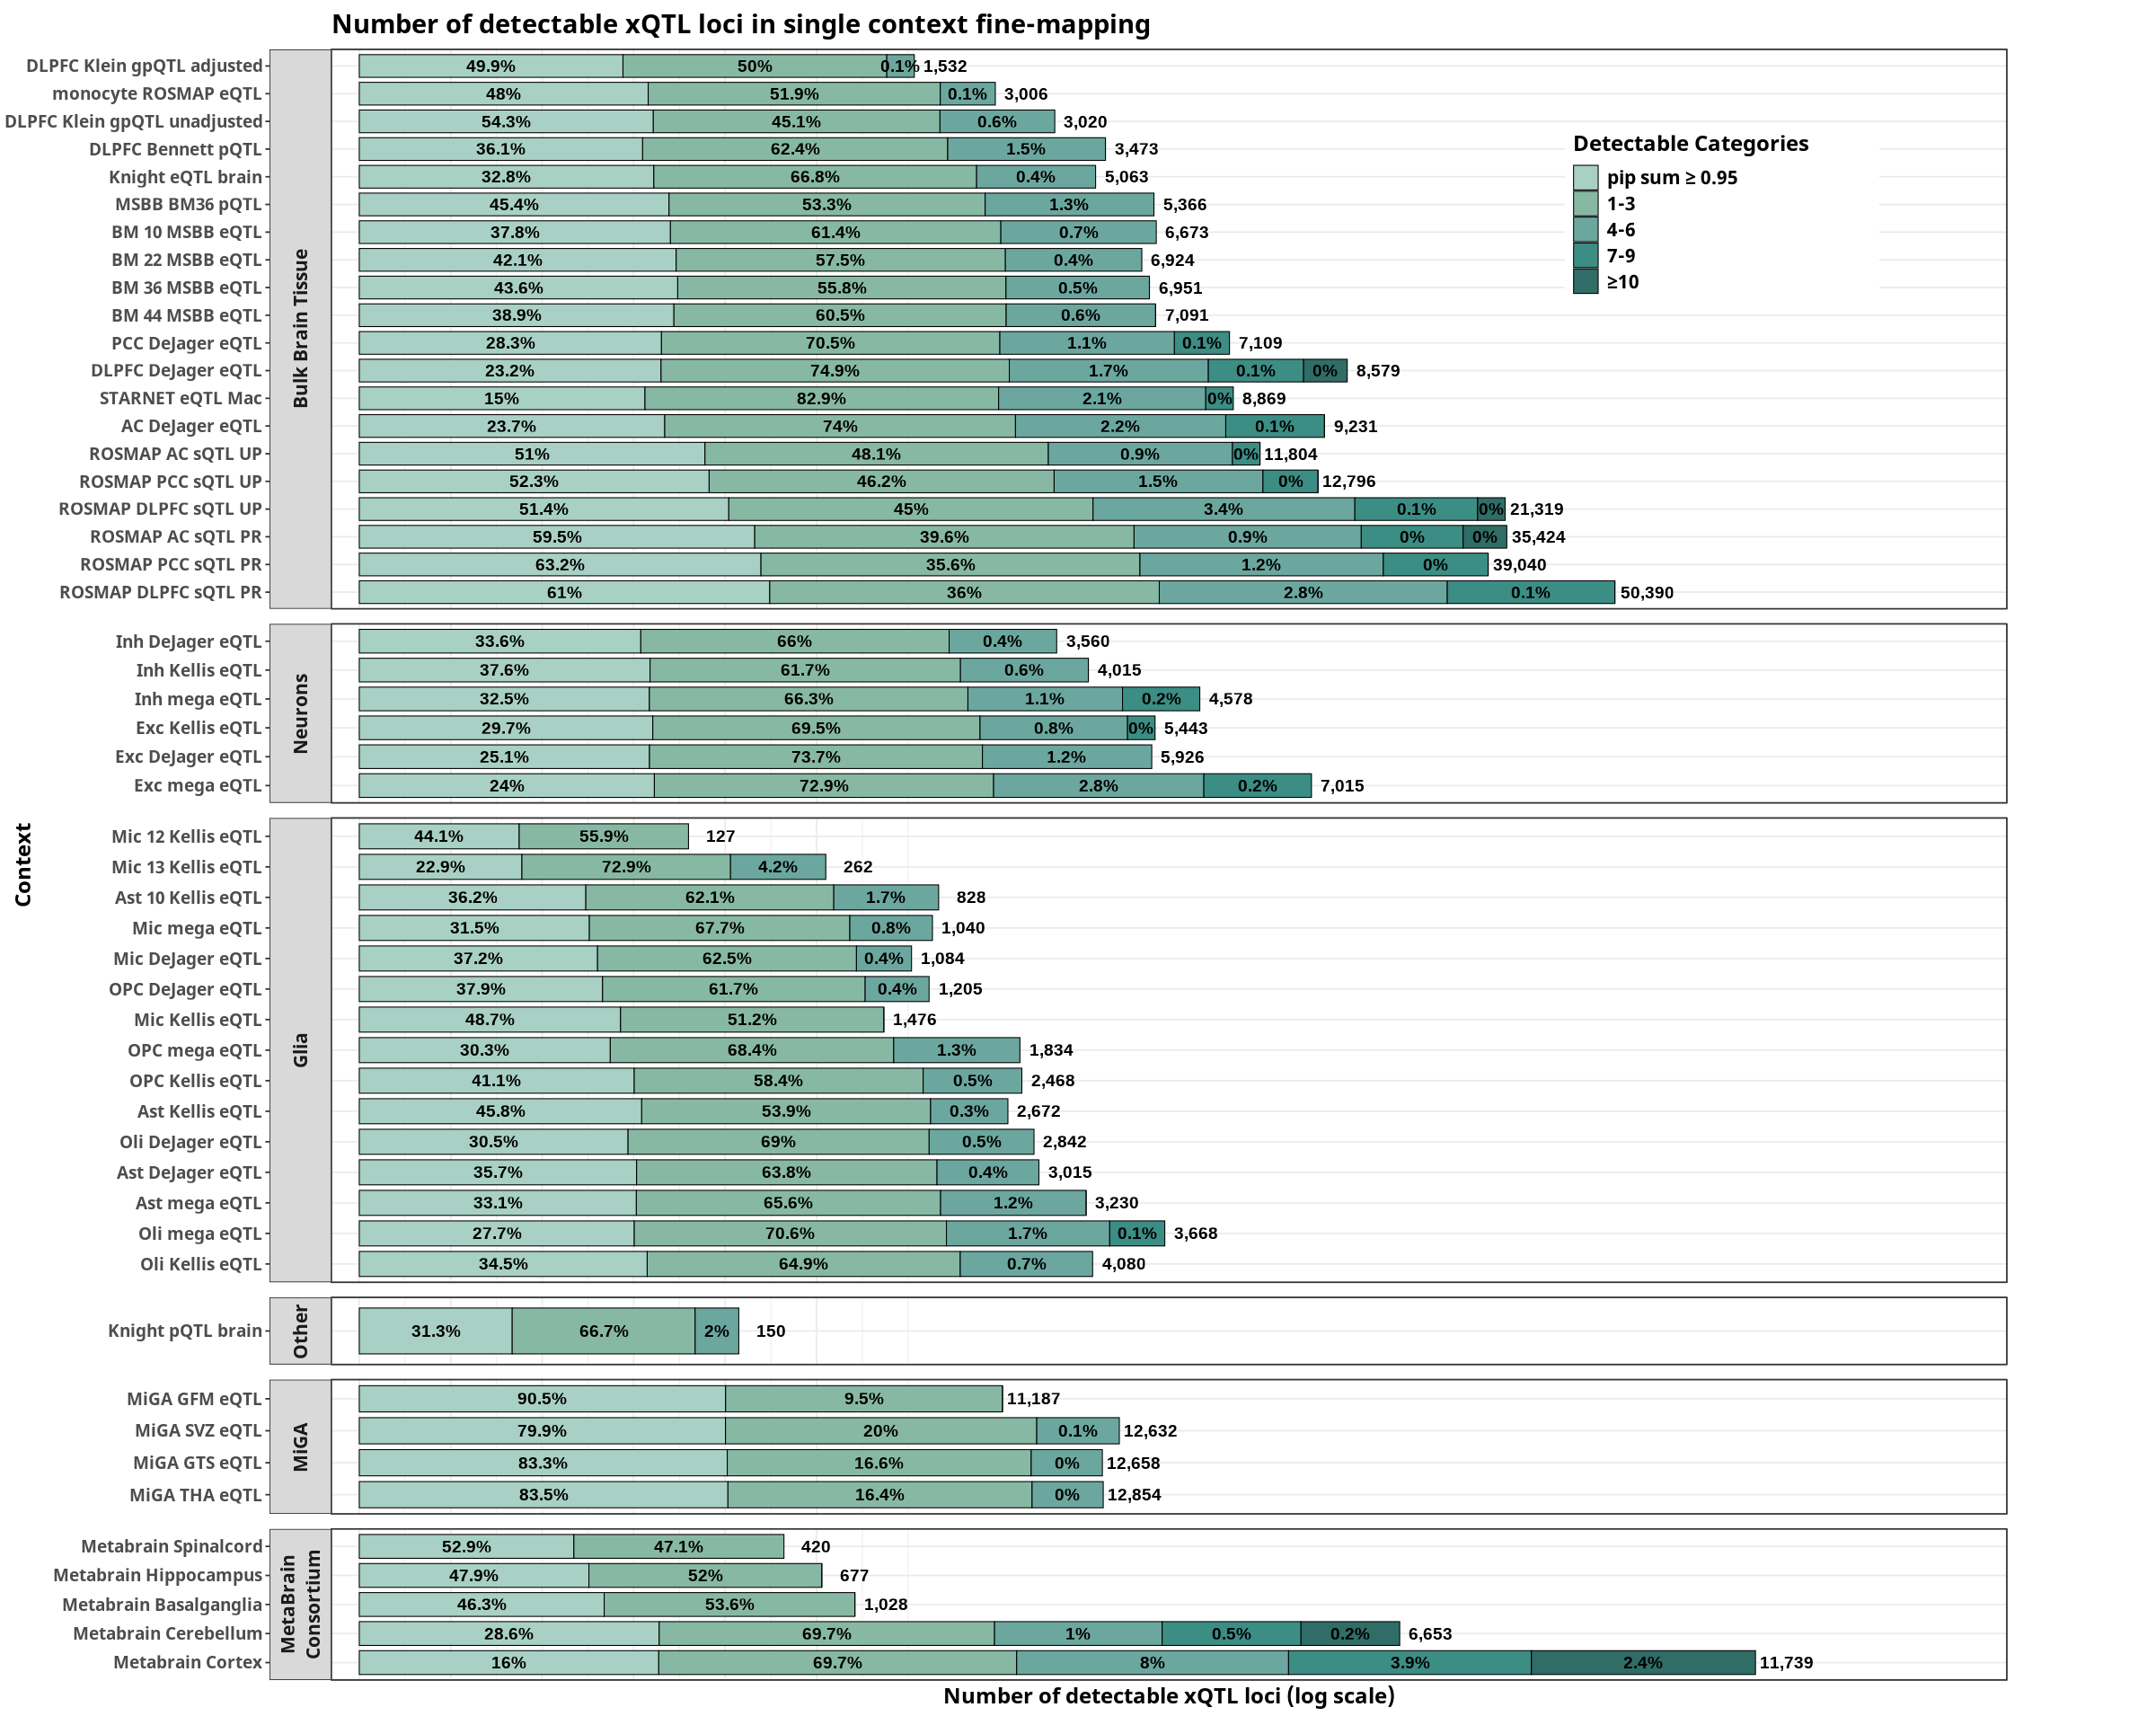 Number of detectable xQTL loci in single context fine-mapping
DLPFC Klein gpQTL adjusted 49.9% 50% 0.1% 1,532
monocyte ROSMAP eQTL 48% 51.9% 0.1% 3,006
DLPFC Klein gpQTL unadjusted 54.3% 45.1% 0.6% 3,020
DLPFC Bennett pQTL 36.1% 62.4% 1.5% 3,473
Knight eQTL brain 32.8% 66.8% 0.4% 5,063
MSBB BM36 pQTL 45.4% 53.3% 1.3% 5,366
BM 10 MSBB eQTL 37.8% 61.4% 0.7% 6,673
BM 22 MSBB eQTL 42.1% 57.5% 0.4% 6,924
BM 36 MSBB eQTL 43.6% 55.8% 0.5% 6,951
BM 44 MSBB eQTL 38.9% 60.5% 0.6% 7,091
PCC DeJager eQTL 28.3% 70.5% 1.1% 0.1% 7,109
DLPFC DeJager eQTL 23.2% 74.9% 1.7% 0.1% 0% 8,579
STARNET eQTL Mac 15% 82.9% 2.1% 0% 8,869
AC DeJager eQTL 23.7% 74% 2.2% 0.1% 9,231
ROSMAP AC sQTL UP 51% 48.1% 0.9% 0% 11,804
ROSMAP PCC sQTL UP 52.3% 46.2% 1.5% 0% 12,796
ROSMAP DLPFC sQTL UP 51.4% 45% 3.4% 0.1% 0% 21,319
ROSMAP AC sQTL PR 59.5% 39.6% 0.9% 0% 0% 35,424
ROSMAP PCC sQTL PR 63.2% 35.6% 1.2% 0% 39,040
ROSMAP DLPFC sQTL PR 61% 36% 2.8% 0.1% 50,390
Bulk Brain Tissue
Detectable Categories
pip sum ≥ 0.95
1-3
4-6
7-9
≥10
Inh DeJager eQTL 33.6% 66% 0.4% 3,560
Inh Kellis eQTL 37.6% 61.7% 0.6% 4,015
Inh mega eQTL 32.5% 66.3% 1.1% 0.2% 4,578
Exc Kellis eQTL 29.7% 69.5% 0.8% 0% 5,443
Exc DeJager eQTL 25.1% 73.7% 1.2% 5,926
Exc mega eQTL 24% 72.9% 2.8% 0.2% 7,015
Neurons
Context
Mic 12 Kellis eQTL 44.1% 55.9% 127
Mic 13 Kellis eQTL 22.9% 72.9% 4.2% 262
Ast 10 Kellis eQTL 36.2% 62.1% 1.7% 828
Mic mega eQTL 31.5% 67.7% 0.8% 1,040
Mic DeJager eQTL 37.2% 62.5% 0.4% 1,084
OPC DeJager eQTL 37.9% 61.7% 0.4% 1,205
Mic Kellis eQTL 48.7% 51.2% 1,476
OPC mega eQTL 30.3% 68.4% 1.3% 1,834
OPC Kellis eQTL 41.1% 58.4% 0.5% 2,468
Ast Kellis eQTL 45.8% 53.9% 0.3% 2,672
Oli DeJager eQTL 30.5% 69% 0.5% 2,842
Ast DeJager eQTL 35.7% 63.8% 0.4% 3,015
Ast mega eQTL 33.1% 65.6% 1.2% 3,230
Oli mega eQTL 27.7% 70.6% 1.7% 0.1% 3,668
Oli Kellis eQTL 34.5% 64.9% 0.7% 4,080
Glia
Knight pQTL brain 31.3% 66.7% 2% 150
Other
MiGA GFM eQTL 90.5% 9.5% 11,187
MiGA SVZ eQTL 79.9% 20% 0.1% 12,632
MiGA GTS eQTL 83.3% 16.6% 0% 12,658
MiGA THA eQTL 83.5% 16.4% 0% 12,854
MiGA
Metabrain Spinalcord 52.9% 47.1% 420
Metabrain Hippocampus 47.9% 52% 677
Metabrain Basalganglia 46.3% 53.6% 1,028
Metabrain Cerebellum 28.6% 69.7% 1% 0.5% 0.2% 6,653
Metabrain Cortex 16% 69.7% 8% 3.9% 2.4% 11,739
MetaBrain
Consortium
Number of detectable xQTL loci (log scale)